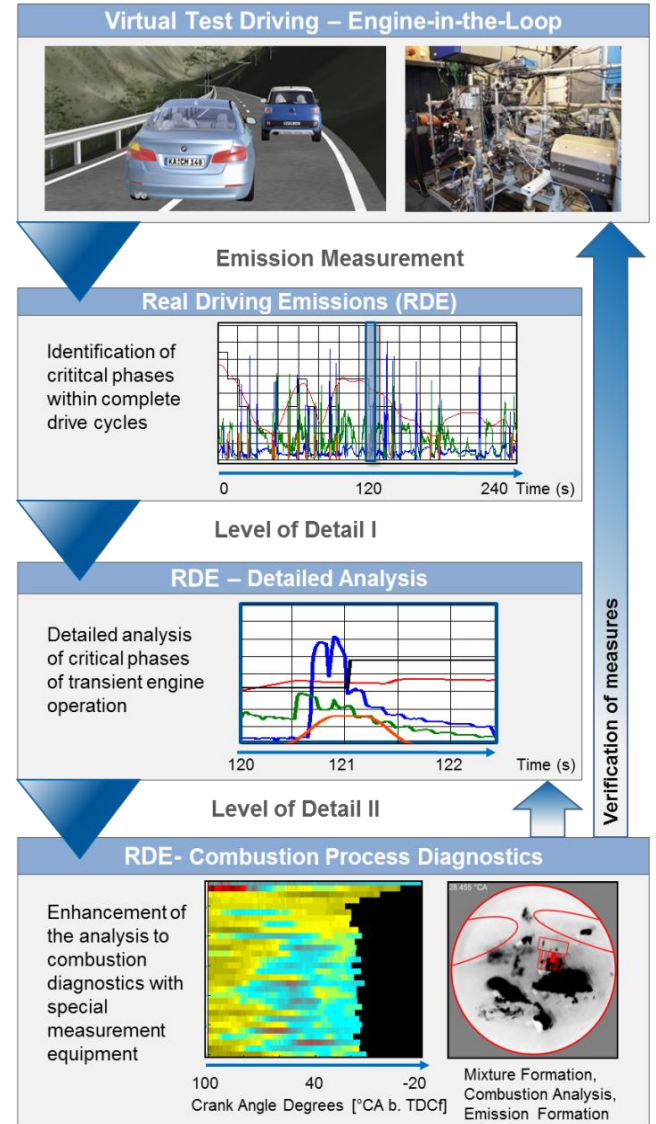 Virtual Test Driving – Engine-in-the-Loop
KA:CM 148
Emission Measurement
Real Driving Emissions (RDE)
Identification of
crititcal phases
within complete
drive cycles
0 120 240 Time (s)
Level of Detail I
RDE – Detailed Analysis
Detailed analysis
of critical phases
of transient engine
operation
120 121 122 Time (s)
Level of Detail II
Verification of measures
RDE- Combustion Process Diagnostics
28.455 °CA
Enhancement of
the analysis to
combustion
diagnostics with
special
measurement
equipment
100 40 -20
Crank Angle Degrees [°CA b. TDCf]
Mixture Formation,
Combustion Analysis,
Emission Formation